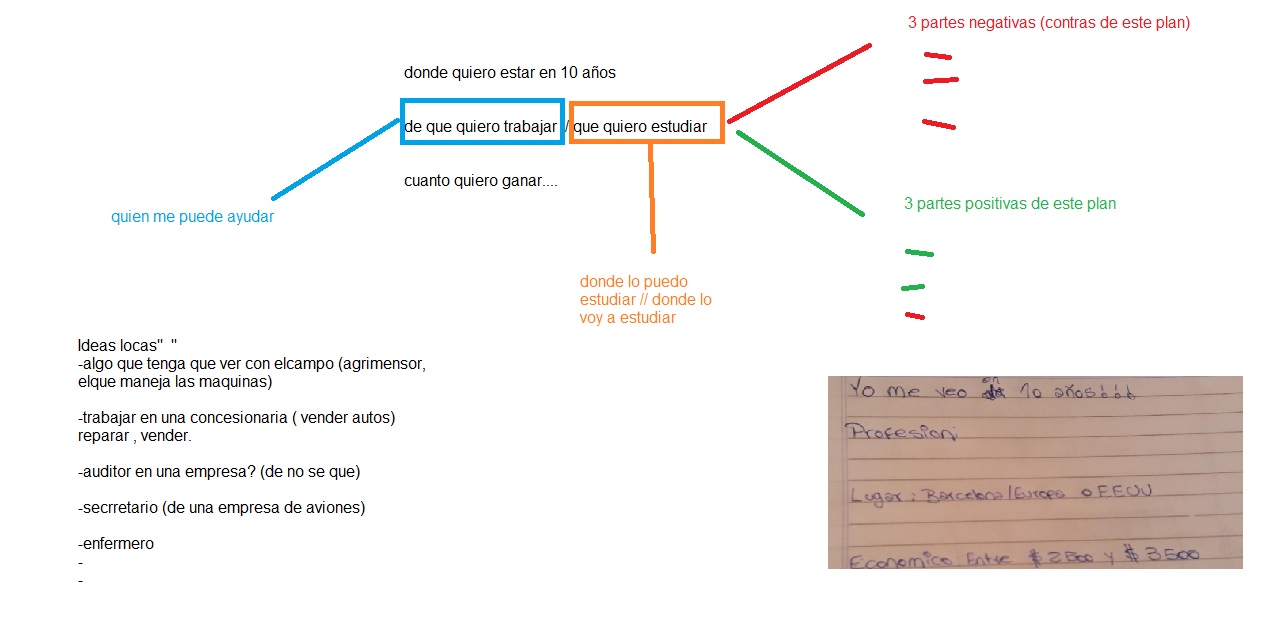 3 partes negativas (contras de este plan)
donde quiero estar en 10 años
de que quiero trabajar // que quiero estudiar
cuanto quiero ganar....
quien me puede ayudar
3 partes positivas de este plan
donde lo puedo
estudiar // donde lo
voy a estudiar
Ideas locas" "
-algo que tenga que ver con elcampo (agrimensor,
elque maneja las maquinas)
-trabajar en una concesionaria ( vender autos)
reparar , vender.
-auditor en una empresa? (de no se que)
-secrretario (de una empresa de aviones)
-enfermero
-
-
Yo me veo en 10 años
Profesion:
Lugar: Barcelona/Europa o EEUU
Economico: Entre $2500 y $3500